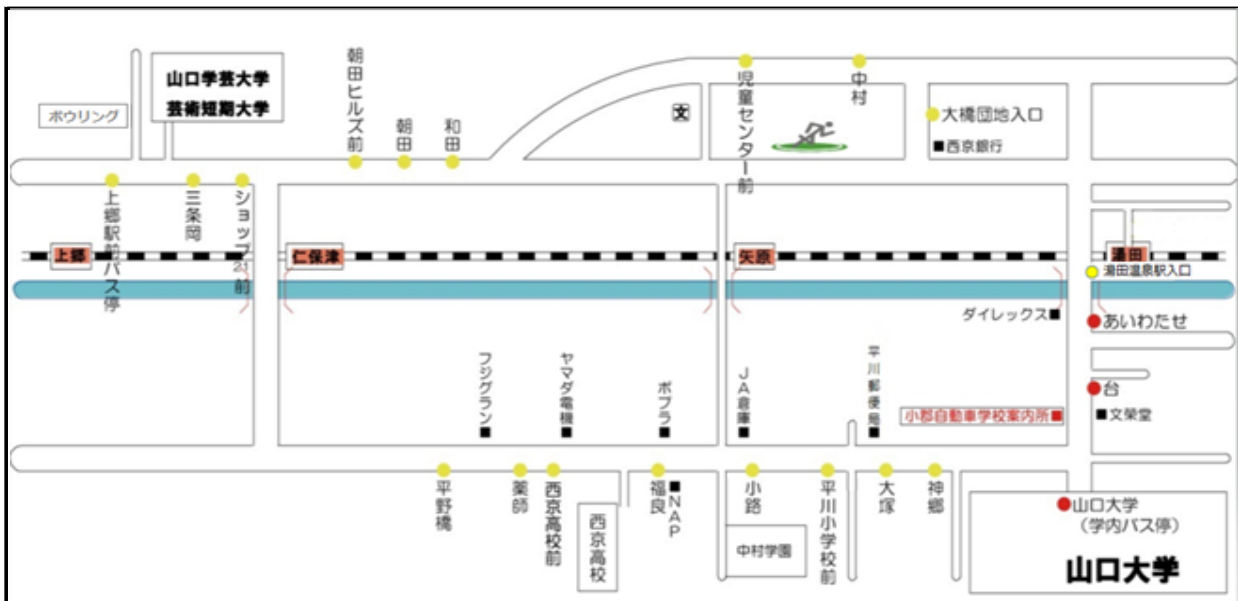 山口学芸大学
芸術短期大学
ボウリング
朝田ヒルズ前
朝田
和田
文
児童センター前
中村
大橋団地入口
■西京銀行
上郷駅前バス停
三条岡
ショップ21前
上郷
仁保津
矢原
湯田
湯田温泉駅入口
ダイレックス■
あいわたせ
台
■文榮堂
フジグラン■
ヤマダ電機■
ポプラ■
JA倉庫■
平川郵便局■
小郡自動車学校案内所■
平野橋
薬師
西京高校前
西京高校
福良
■NAP
小路
中村学園
平川小学校前
大塚
神郷
山口大学
(学内バス停)
山口大学